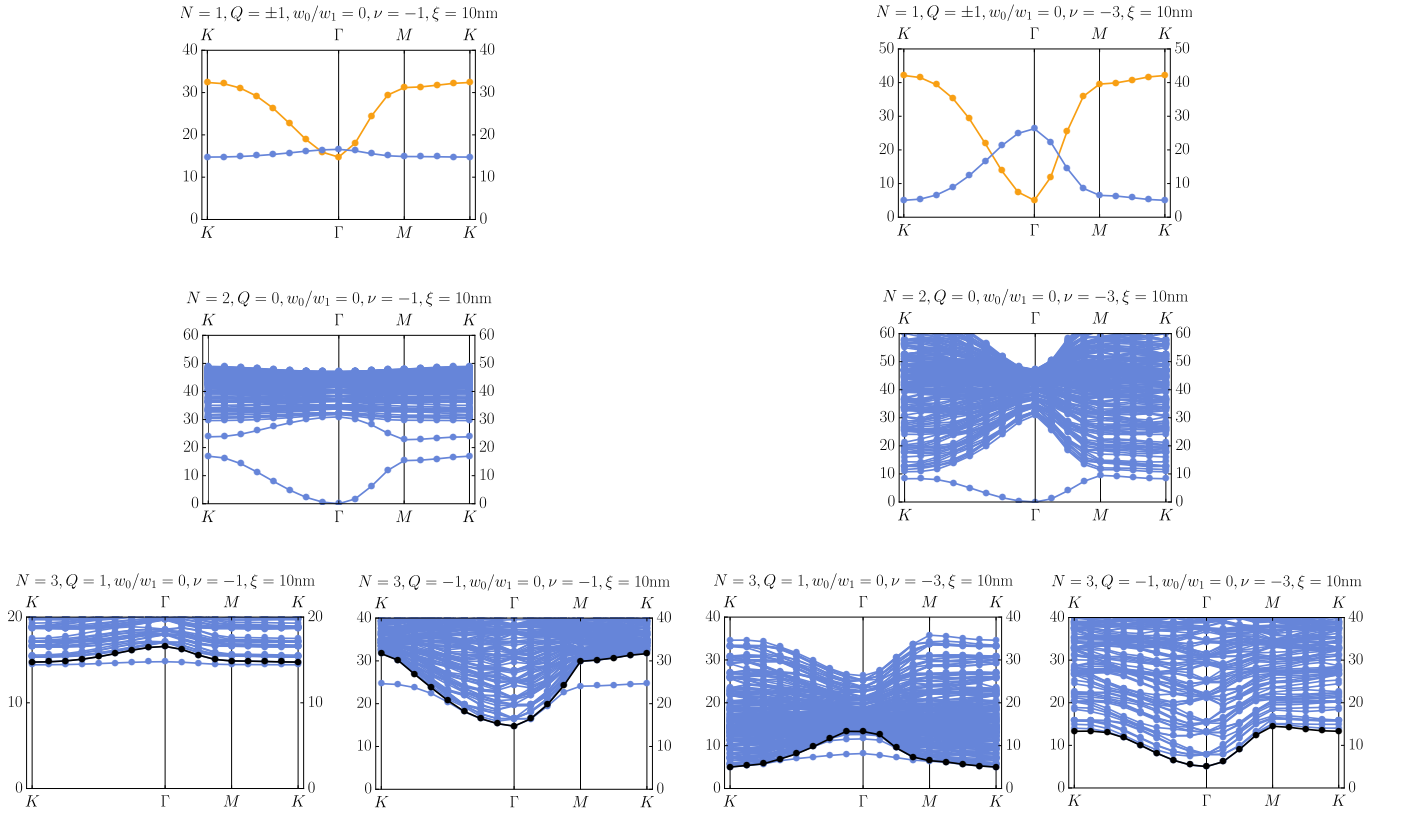 N = 1, Q = ±1, w₀/w₁ = 0, ν = −1, ξ = 10nm
K Γ M K
40 40
30 30
20 20
10 10
0 0
K Γ M K
N = 1, Q = ±1, w₀/w₁ = 0, ν = −3, ξ = 10nm
K Γ M K
50 50
40 40
30 30
20 20
10 10
0 0
K Γ M K
N = 2, Q = 0, w₀/w₁ = 0, ν = −1, ξ = 10nm
K Γ M K
60 60
50 50
40 40
30 30
20 20
10 10
0 0
K Γ M K
N = 2, Q = 0, w₀/w₁ = 0, ν = −3, ξ = 10nm
K Γ M K
60 60
50 50
40 40
30 30
20 20
10 10
0 0
K Γ M K
N = 3, Q = 1, w₀/w₁ = 0, ν = −1, ξ = 10nm
K Γ M K
20 20
10 10
0 0
K Γ M K
N = 3, Q = −1, w₀/w₁ = 0, ν = −1, ξ = 10nm
K Γ M K
40 40
30 30
20 20
10 10
0 0
K Γ M K
N = 3, Q = 1, w₀/w₁ = 0, ν = −3, ξ = 10nm
K Γ M K
40 40
30 30
20 20
10 10
0 0
K Γ M K
N = 3, Q = −1, w₀/w₁ = 0, ν = −3, ξ = 10nm
K Γ M K
40 40
30 30
20 20
10 10
0 0
K Γ M K